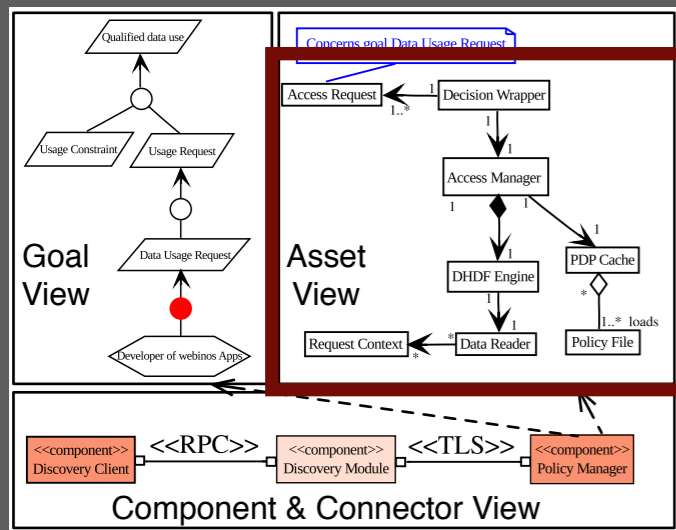 Qualified data use
Usage Constraint
Usage Request
Data Usage Request
Developer of webinos Apps
Goal
View
Concerns goal Data Usage Request
Access Request
1..*
1
Decision Wrapper
1
1
Access Manager
1
1
1
1
DHDF Engine
PDP Cache
1
*
1
1..* loads
Request Context
*
*
Data Reader
Policy File
Asset
View
<<component>>
Discovery Client
<<RPC>>
<<component>>
Discovery Module
<<TLS>>
<<component>>
Policy Manager
Component & Connector View